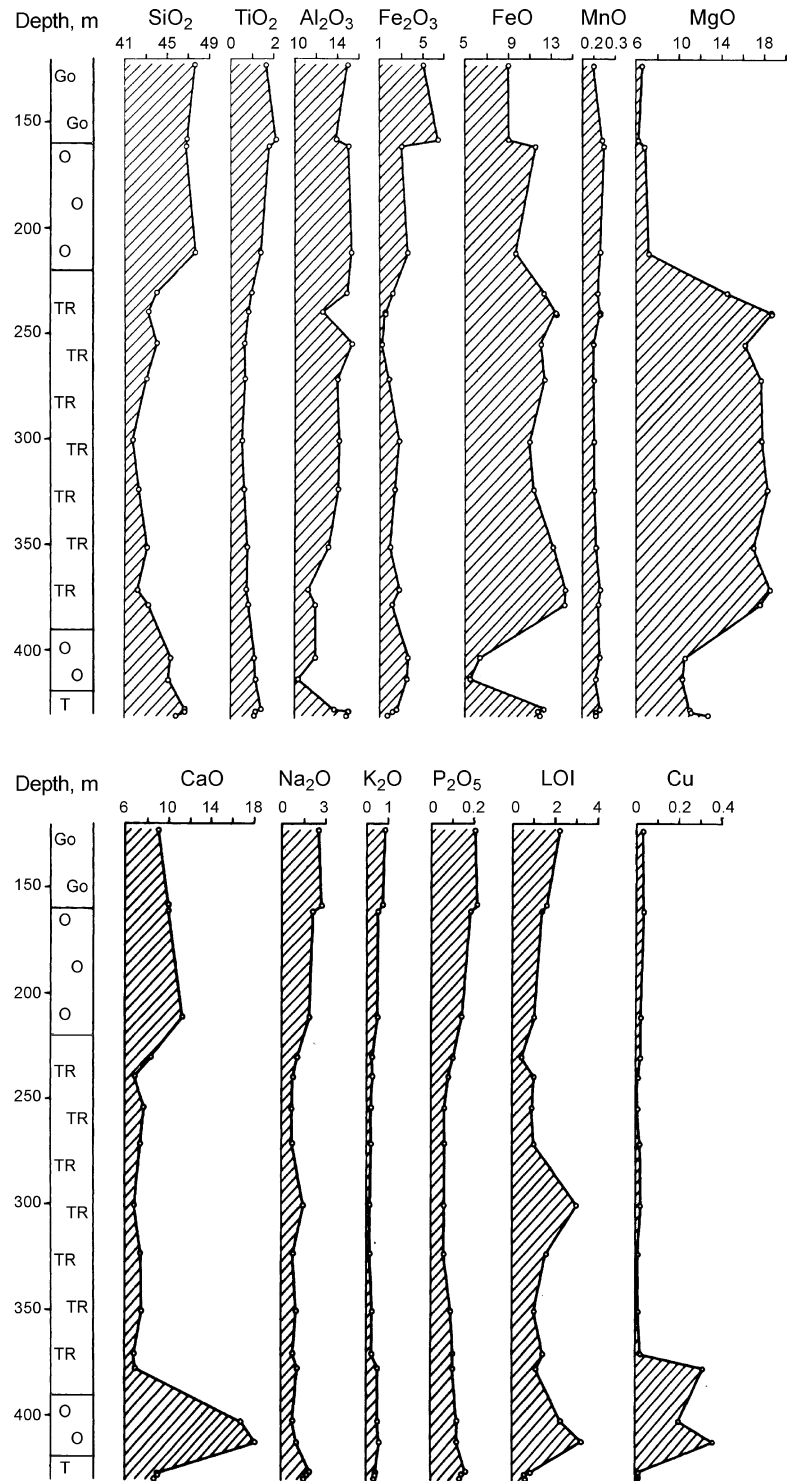 Depth, m SiO₂ TiO₂ Al₂O₃ Fe₂O₃ FeO MnO MgO
41 45 49 0 2 10 14 1 5 5 9 13 0.20 0.3 6 10 14 18
Go
150 Go
O
O
200
O
TR
250
TR
TR
300 TR
TR
350 TR
TR
400 O
O
T
Depth, m CaO Na₂O K₂O P₂O₅ LOI Cu
6 10 14 18 0 3 0 1 0 0.2 0 2 4 0 0.2 0.4
Go
150 Go
O
O
200
O
TR
250
TR
TR
300 TR
TR
350 TR
TR
400 O
O
T